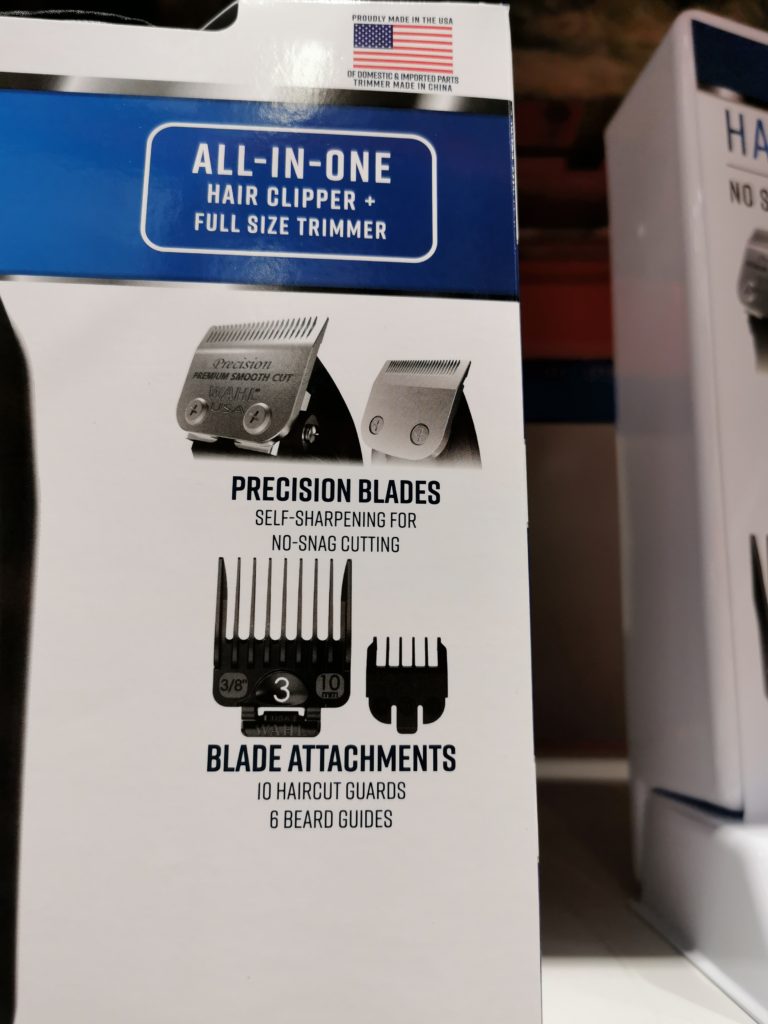 PROUDLY MADE IN THE USA
OF DOMESTIC & IMPORTED PARTS
TRIMMER MADE IN CHINA
ALL-IN-ONE
HAIR CLIPPER +
FULL SIZE TRIMMER
Precision
PREMIUM SMOOTH CUT
WAHL
USA
PRECISION BLADES
SELF-SHARPENING FOR
NO-SNAG CUTTING
3/8" 3 10 mm
WAHL
BLADE ATTACHMENTS
10 HAIRCUT GUARDS
6 BEARD GUIDES
HA
NO S